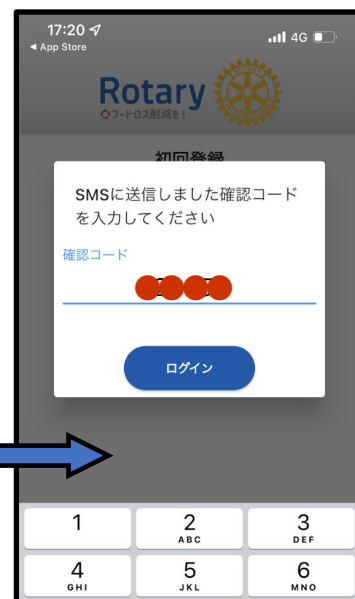 17:20
4G
◀ App Store
Rotary
フードロス削減を!
初回登録
SMSに送信しました確認コード
を入力してください
確認コード
ログイン
1
2
ABC
3
DEF
4
GHI
5
JKL
6
MNO